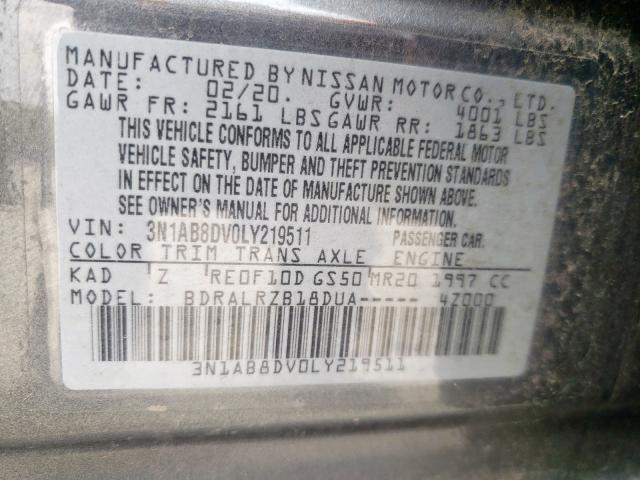 MANUFACTURED BY NISSAN MOTOR CO., LTD.
DATE: 02/20. GVWR: 4001 LBS
GAWR FR: 2161 LBS GAWR RR: 1863 LBS
THIS VEHICLE CONFORMS TO ALL APPLICABLE FEDERAL MOTOR
VEHICLE SAFETY, BUMPER AND THEFT PREVENTION STANDARDS
IN EFFECT ON THE DATE OF MANUFACTURE SHOWN ABOVE.
SEE OWNER'S MANUAL FOR ADDITIONAL INFORMATION.
VIN: 3N1AB8DV0LY219511 PASSENGER CAR.
COLOR TRIM TRANS AXLE ENGINE
KAD Z RE0F10D GS50 MR20 1997 CC
MODEL: BDRALRZB18DUA----- 4Z000
3N1AB8DV0LY219511